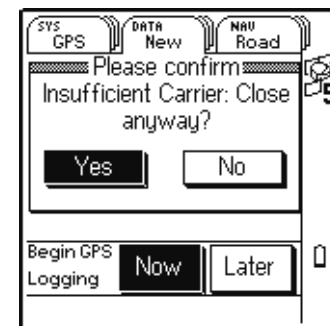 SYS DATA NAV
GPS New Road
Please confirm
Insufficient Carrier: Close
anyway?
Yes No
Begin GPS
Logging
Now Later
5